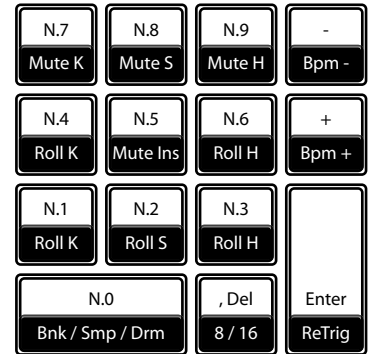 N.7 N.8 N.9 -
Mute K Mute S Mute H Bpm -
N.4 N.5 N.6 +
Roll K Mute Ins Roll H Bpm +
N.1 N.2 N.3
Roll K Roll S Roll H
N.0 , Del Enter
Bnk / Smp / Drm 8 / 16 ReTrig